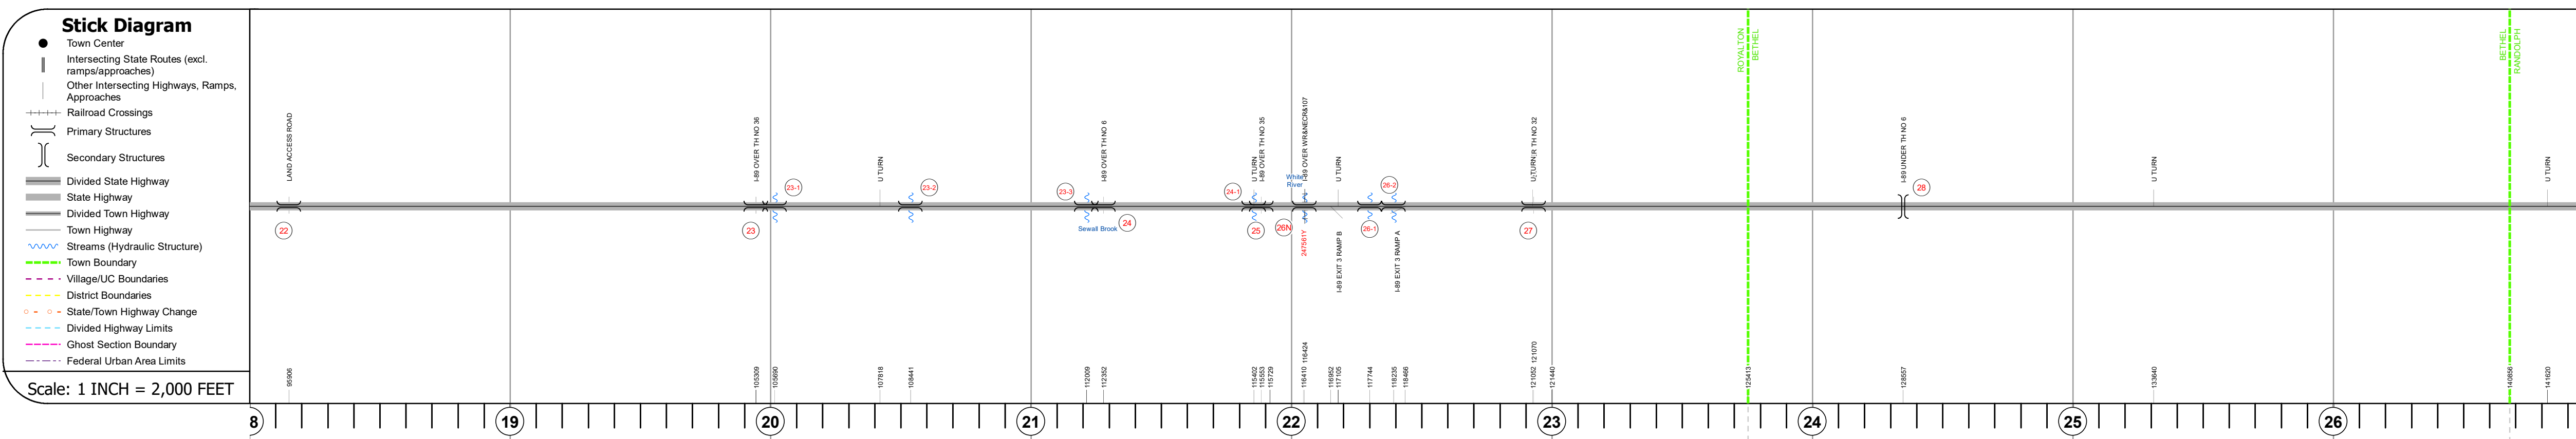 Stick Diagram
Town Center
Intersecting State Routes (excl.
ramps/approaches)
Other Intersecting Highways, Ramps,
Approaches
Railroad Crossings
Primary Structures
Secondary Structures
Divided State Highway
State Highway
Divided Town Highway
Town Highway
Streams (Hydraulic Structure)
Town Boundary
Village/UC Boundaries
District Boundaries
State/Town Highway Change
Divided Highway Limits
Ghost Section Boundary
Federal Urban Area Limits
Scale: 1 INCH = 2,000 FEET
ROYALTON
BETHEL
BETHEL
RANDOLPH
LAND ACCESS ROAD
I-89 OVER TH NO 36
U TURN
I-89 OVER TH NO 6
U TURN
I-89 OVER TH NO 35
I-89 OVER WR&NECR&107
U TURN
U TURN
R TH NO 32
I-89 UNDER TH NO 6
U TURN
U TURN
White
River
22
23
23-1
23-2
23-3
Sewall Brook
24
24-1
25
26N
247561Y
I-89 EXIT 3 RAMP B
26-1
26-2
I-89 EXIT 3 RAMP A
27
28
95906
105309
105690
107818
108441
112009
112352
115402
115553
115729
116410 116424
116952
117105
117744
118235
118466
121052 121070
121440
125413
128557
133640
140856
141620
8
19
20
21
22
23
24
25
26